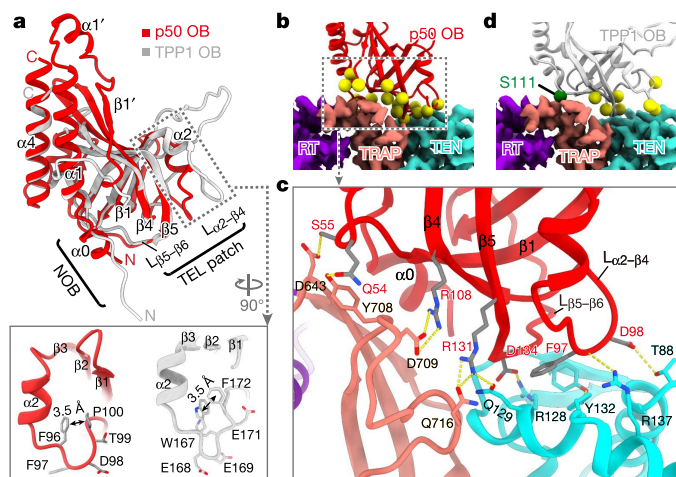 a
p50 OB
TPP1 OB
α1′
C
C
β1′
α4
α2
α1
β1
β4
β5
α0
N
Lβ5–β6
Lα2–β4
NOB
TEL patch
N
90°
β3
β2
β1
α2
3.5 Å
P100
F96
T99
F97
D98
β3
β2
β1
α2
3.5 Å
F172
W167
E171
E168
E169
b
p50 OB
RT
TRAP
TEN
d
TPP1 OB
S111
RT
TRAP
TEN
c
S55
β4
β5
β1
α0
Lα2–β4
D643
Q54
Y708
R108
Lβ5–β6
D98
D709
R131
D134
F97
T88
Q716
Q129
R128
Y132
R137